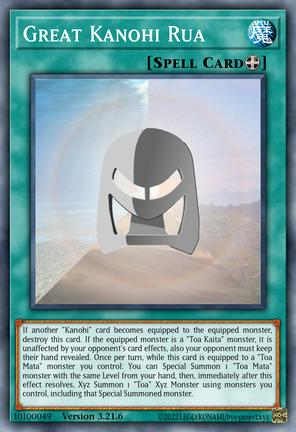 Great Kanohi Rua
魔
[Spell Card]
If another "Kanohi" card becomes equipped to the equipped monster,
destroy this card. If the equipped monster is a "Toa Kaita" monster, it is
unaffected by your opponent's card effects, also your opponent must keep
their hand revealed. Once per turn, while this card is equipped to a "Toa
Mata" monster you control: You can Special Summon 1 "Toa Mata"
monster with the same Level from your hand, then, immediately after this
effect resolves, Xyz Summon 1 "Toa" Xyz Monster using monsters you
control, including that Special Summoned monster.
10100049 Version 3.21.6 ©2022 LEGO/KONAMI/bye-project.xyz